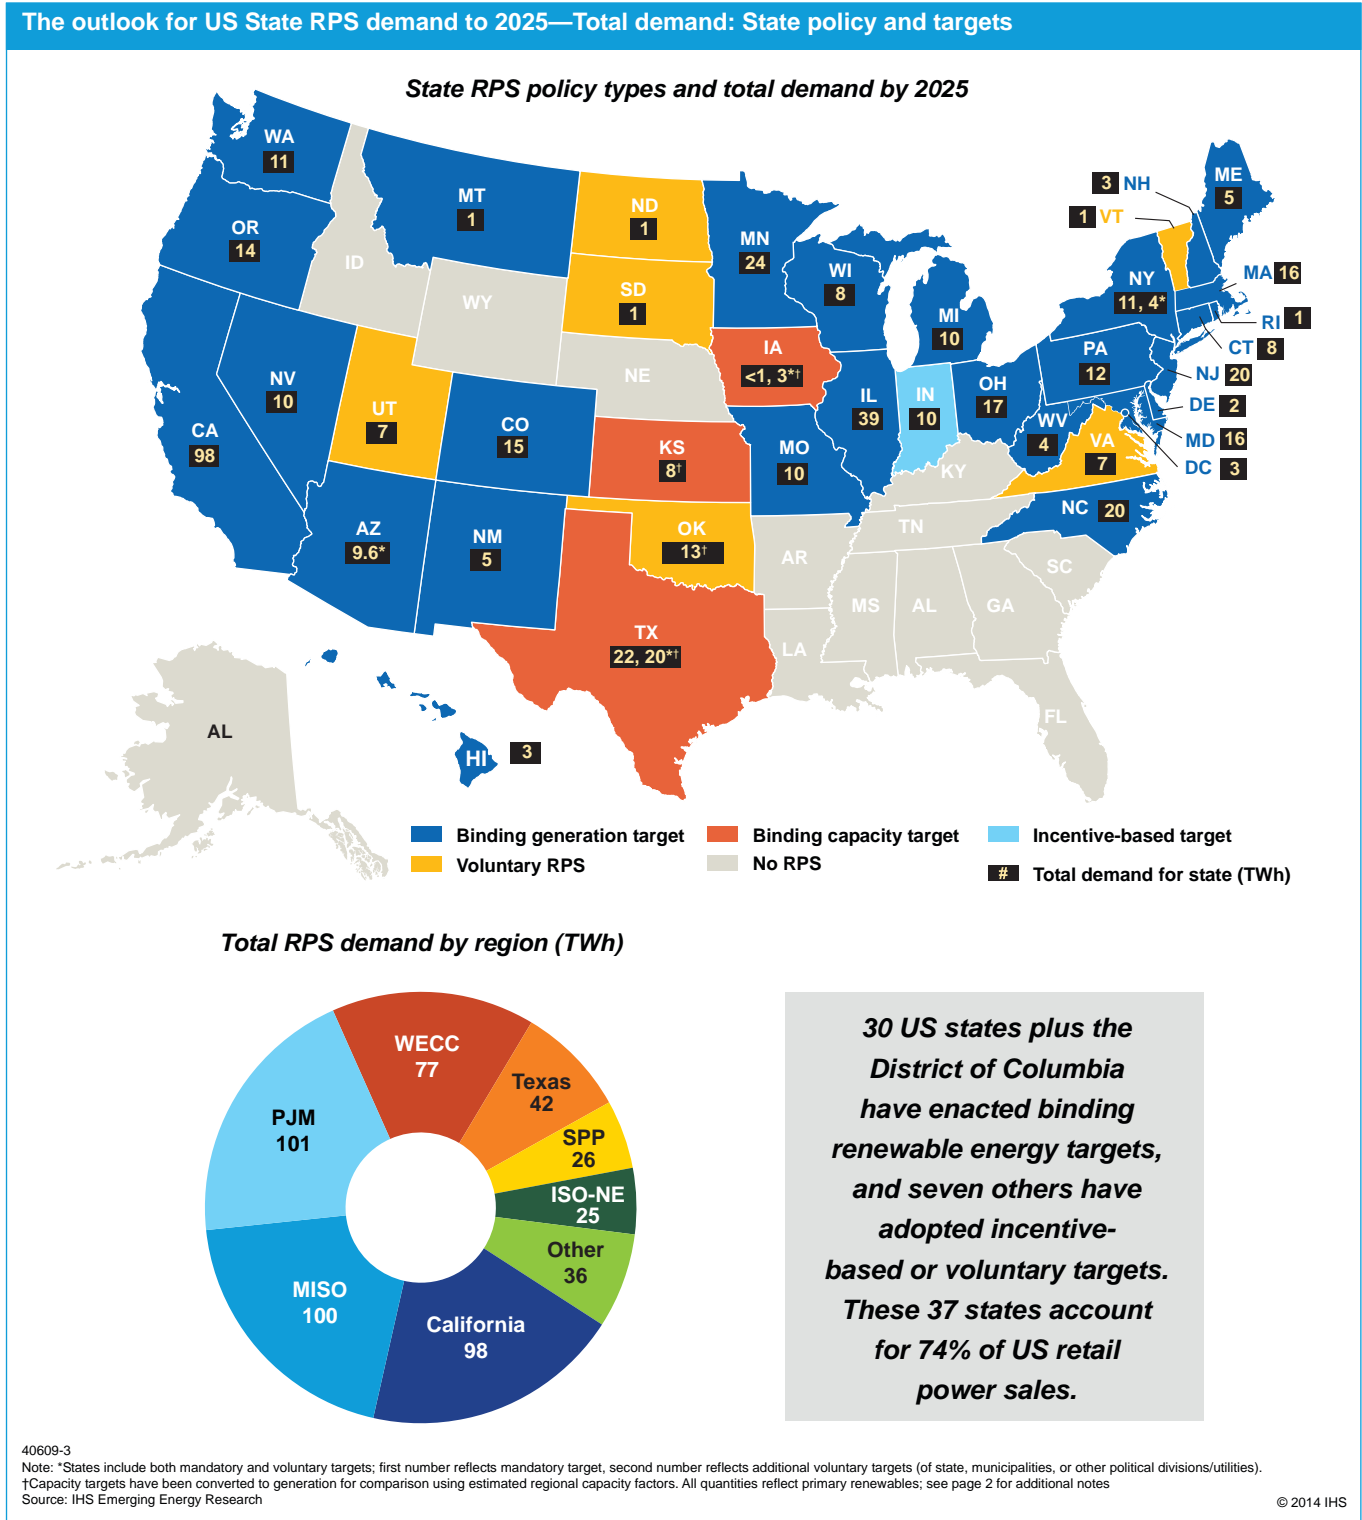 The outlook for US State RPS demand to 2025—Total demand: State policy and targets
State RPS policy types and total demand by 2025
WA
11
OR
14
CA
98
NV
10
ID
MT
1
WY
UT
7
AZ
9.6*
CO
15
NM
5
ND
1
SD
1
NE
KS
8†
OK
13†
TX
22, 20*†
MN
24
IA
<1, 3*†
MO
10
AR
LA
WI
8
IL
39
MI
10
IN
10
OH
17
KY
TN
MS
AL
GA
FL
SC
NC 20
VA
7
WV
4
PA
12
NY
11, 4*
3 NH
1 VT
ME
5
MA 16
RI 1
CT 8
NJ 20
DE 2
MD 16
DC 3
AL
HI 3
Binding generation target
Voluntary RPS
Binding capacity target
No RPS
Incentive-based target
# Total demand for state (TWh)
Total RPS demand by region (TWh)
WECC
77
Texas
42
SPP
26
ISO-NE
25
Other
36
California
98
MISO
100
PJM
101
30 US states plus the
District of Columbia
have enacted binding
renewable energy targets,
and seven others have
adopted incentive-
based or voluntary targets.
These 37 states account
for 74% of US retail
power sales.
40609-3
Note: *States include both mandatory and voluntary targets; first number reflects mandatory target, second number reflects additional voluntary targets (of state, municipalities, or other political divisions/utilities).
†Capacity targets have been converted to generation for comparison using estimated regional capacity factors. All quantities reflect primary renewables; see page 2 for additional notes
Source: IHS Emerging Energy Research
© 2014 IHS